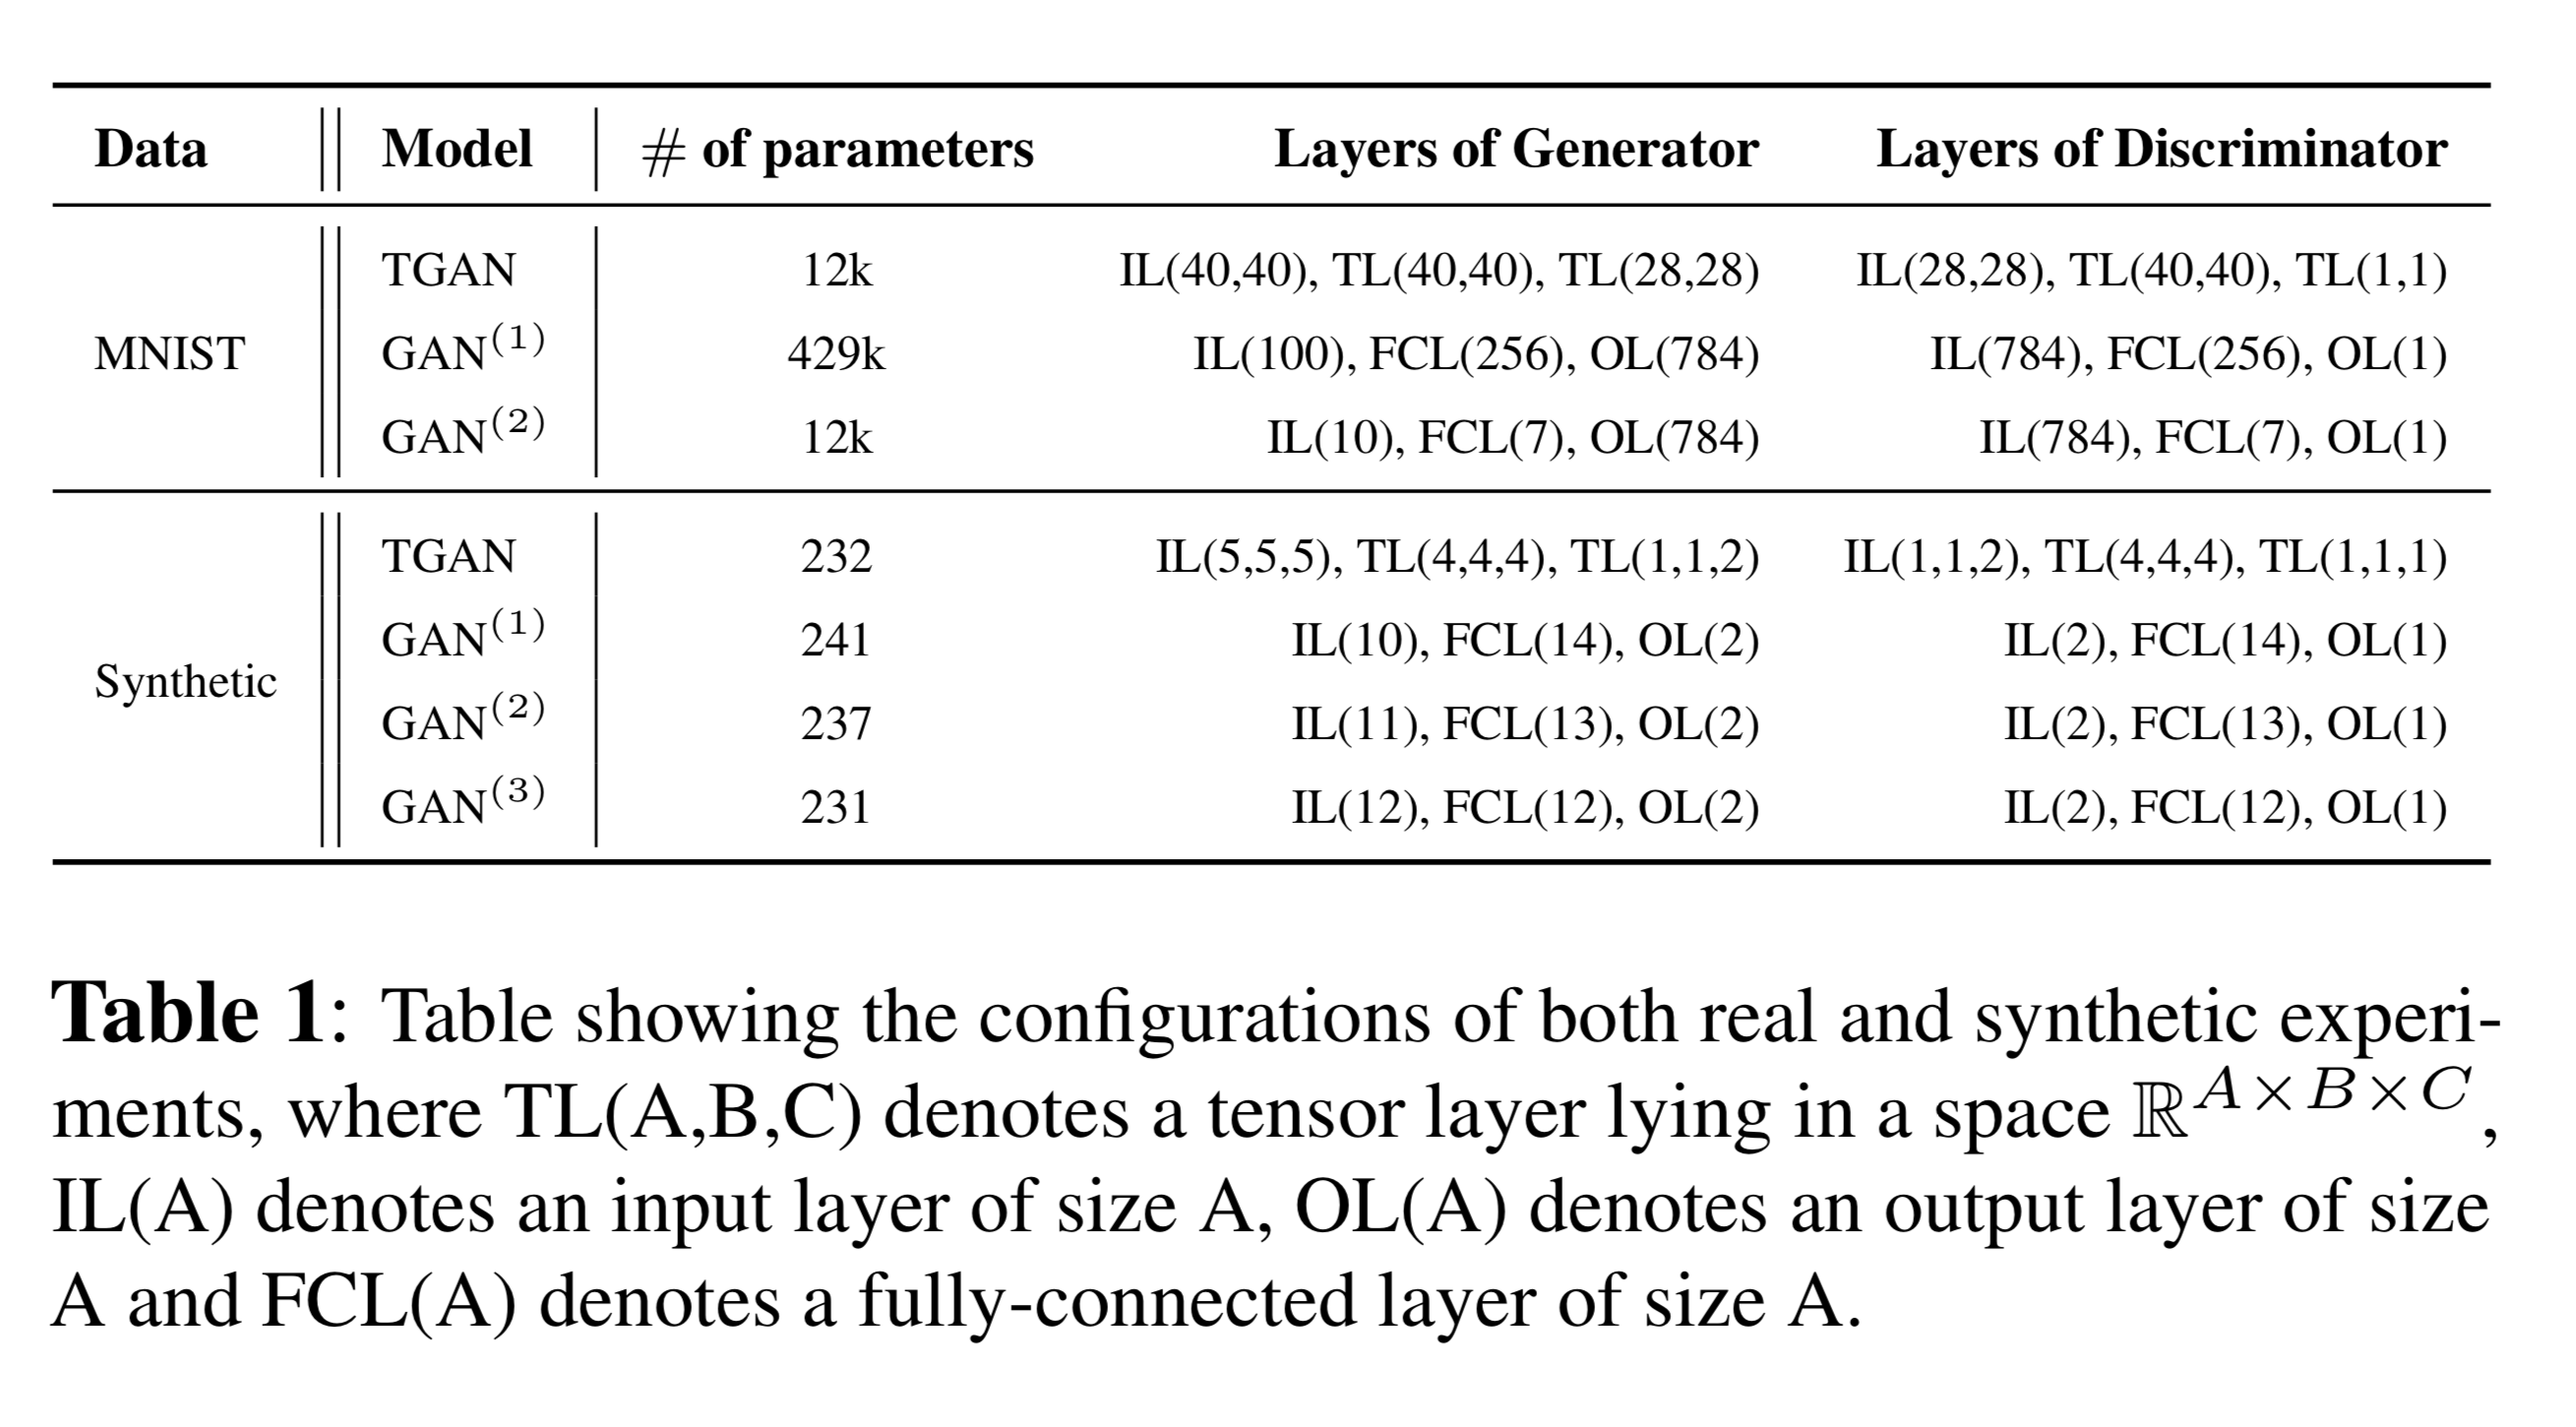 Data Model # of parameters Layers of Generator Layers of Discriminator
TGAN 12k IL(40,40), TL(40,40), TL(28,28) IL(28,28), TL(40,40), TL(1,1)
MNIST GAN⁽¹⁾ 429k IL(100), FCL(256), OL(784) IL(784), FCL(256), OL(1)
GAN⁽²⁾ 12k IL(10), FCL(7), OL(784) IL(784), FCL(7), OL(1)
TGAN 232 IL(5,5,5), TL(4,4,4), TL(1,1,2) IL(1,1,2), TL(4,4,4), TL(1,1,1)
GAN⁽¹⁾ 241 IL(10), FCL(14), OL(2) IL(2), FCL(14), OL(1)
Synthetic
GAN⁽²⁾ 237 IL(11), FCL(13), OL(2) IL(2), FCL(13), OL(1)
GAN⁽³⁾ 231 IL(12), FCL(12), OL(2) IL(2), FCL(12), OL(1)
Table 1: Table showing the configurations of both real and synthetic experi-
ments, where TL(A,B,C) denotes a tensor layer lying in a space ℝ^{A×B×C},
IL(A) denotes an input layer of size A, OL(A) denotes an output layer of size
A and FCL(A) denotes a fully-connected layer of size A.